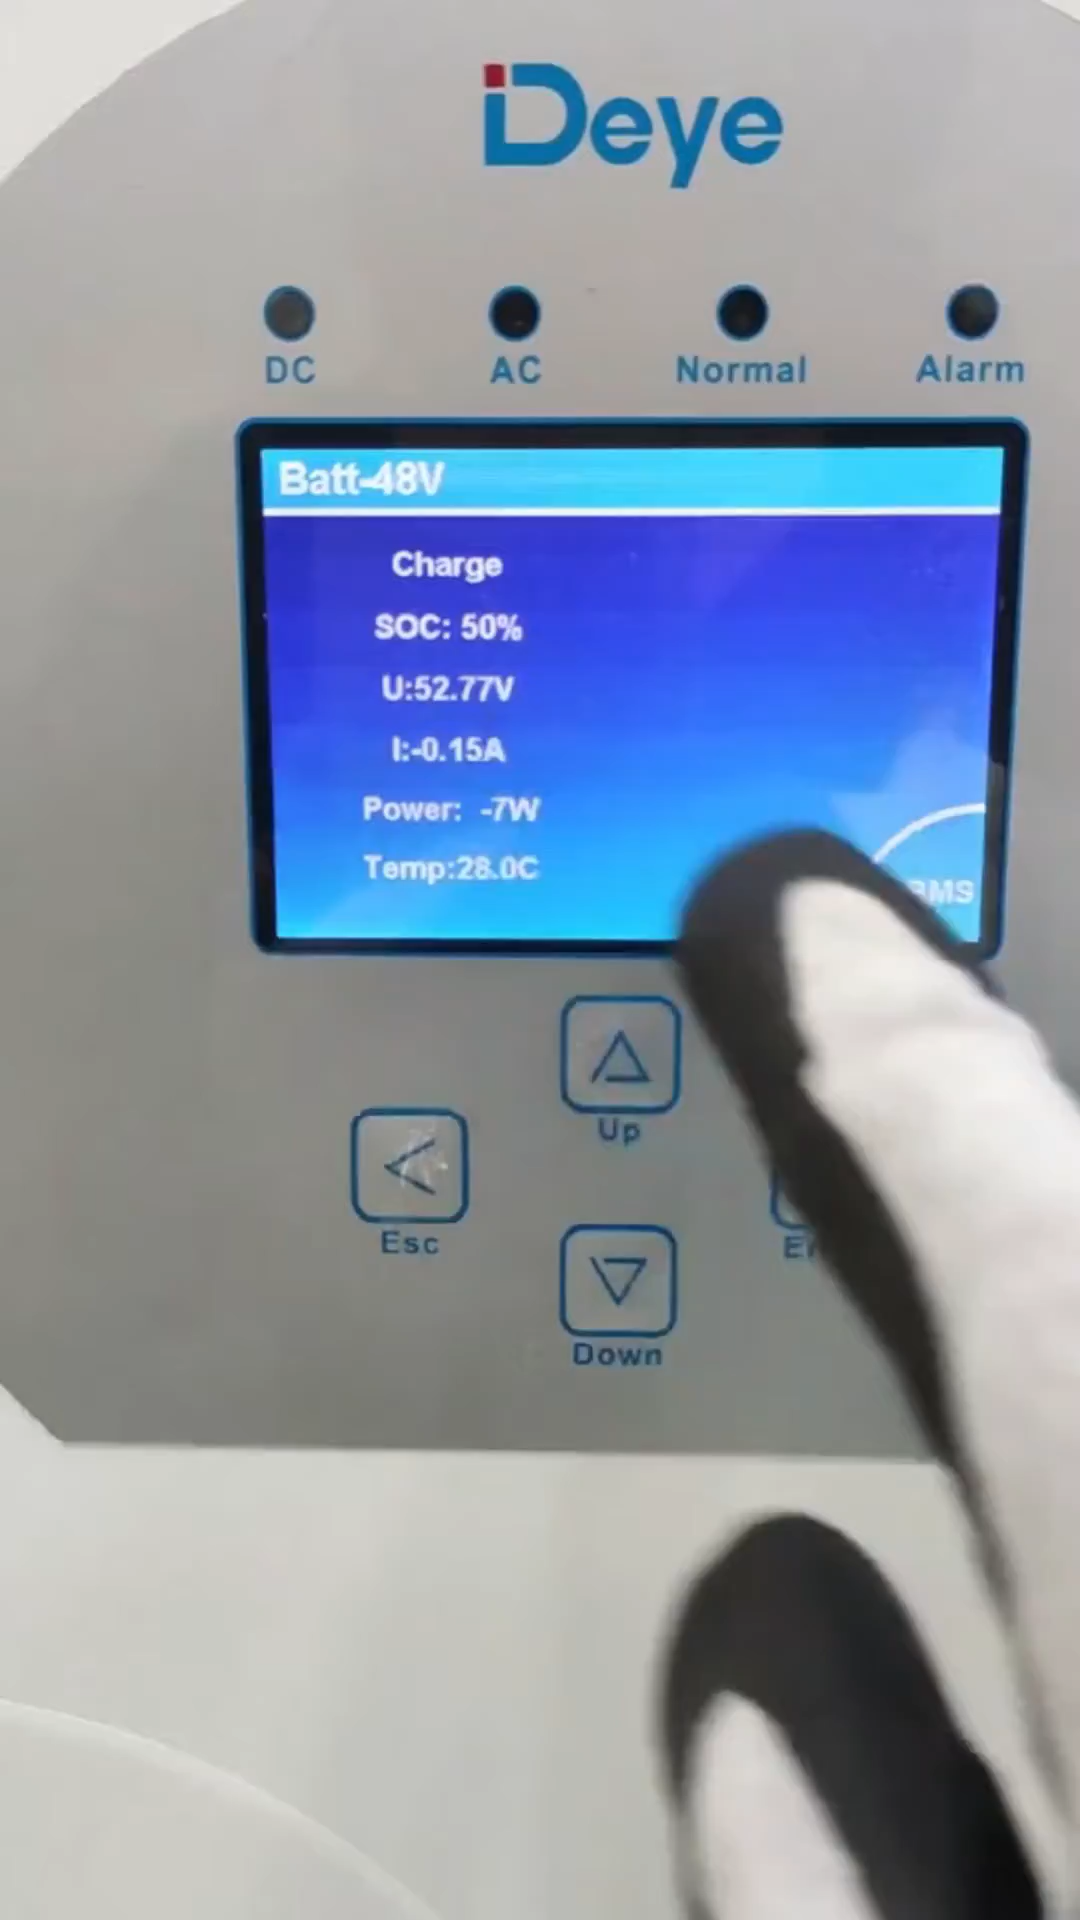 Deye
DC AC Normal Alarm
Batt-48V
Charge
SOC: 50%
U:52.77V
I:-0.15A
Power: -7W
Temp:28.0C
BMS
Up
Esc
Down